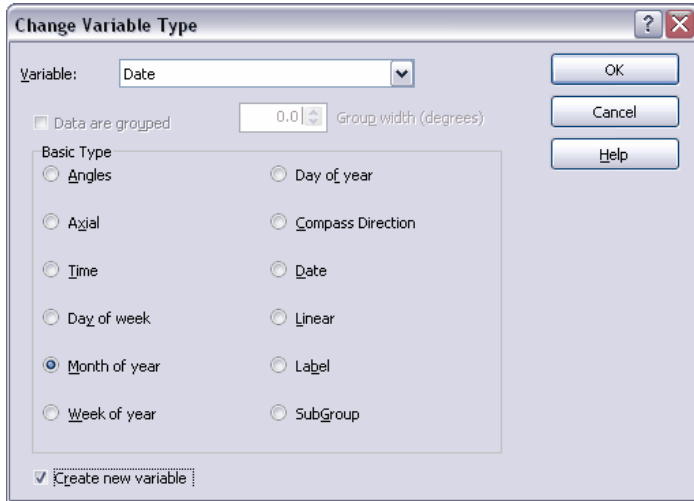 Change Variable Type
Variable: Date
OK
Data are grouped 0.0 Group width (degrees)
Cancel
Help
Basic Type
Angles Day of year
Axial Compass Direction
Time Date
Day of week Linear
Month of year Label
Week of year SubGroup
Create new variable